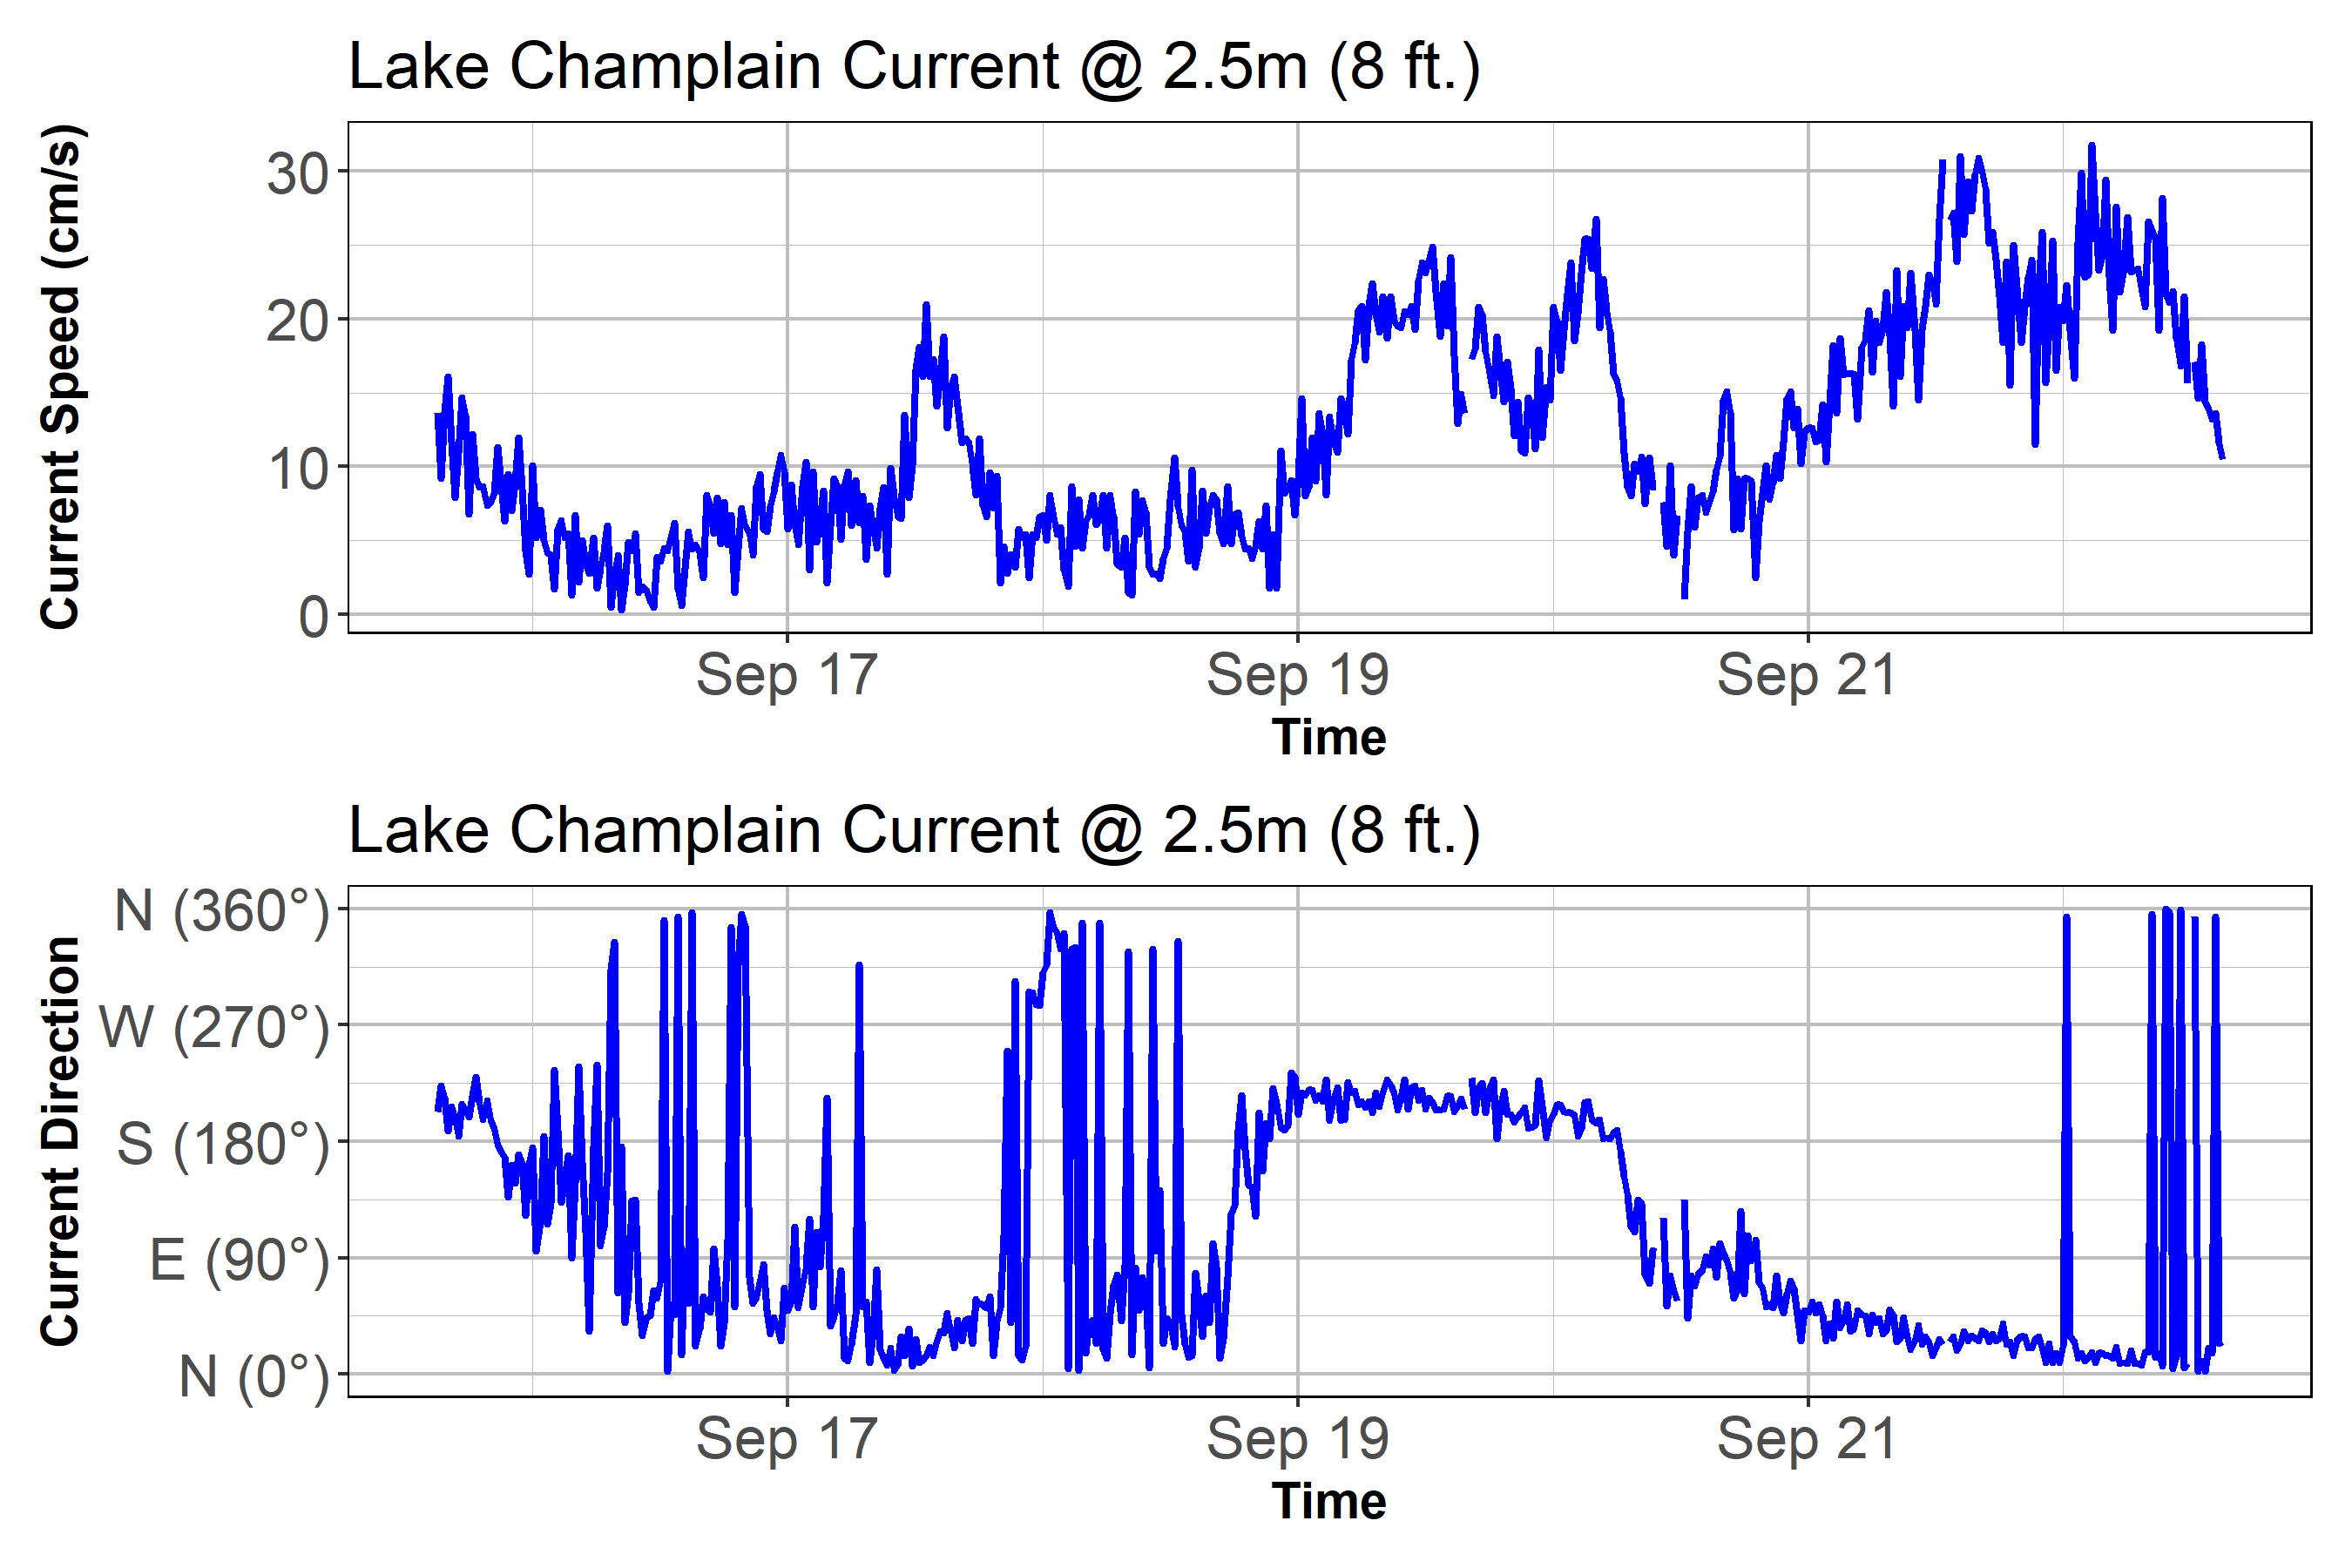 Lake Champlain Current @ 2.5m (8 ft.)
Current Speed (cm/s)
30
20
10
0
Sep 17
Sep 19
Sep 21
Time
Lake Champlain Current @ 2.5m (8 ft.)
Current Direction
N (360°)
W (270°)
S (180°)
E (90°)
N (0°)
Sep 17
Sep 19
Sep 21
Time